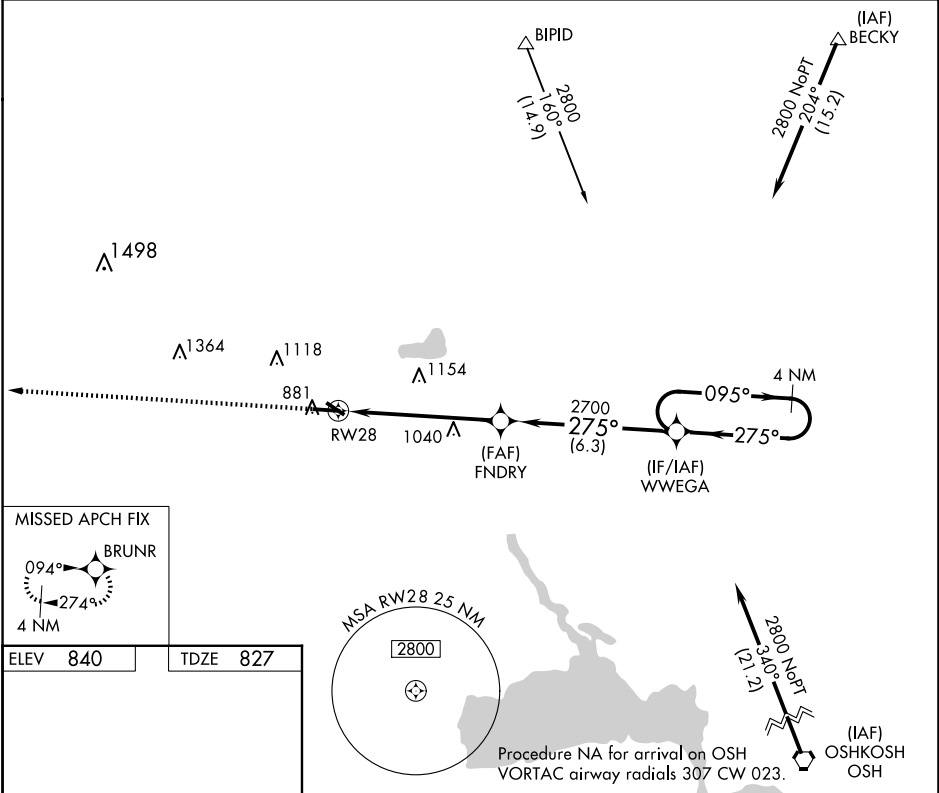 (IAF)
BECKY
BIPID
2800 NoPT
204°
(15.2)
2800
160°
(14.9)
1498
1364
1118
1154
881
RW28
1040
(FAF)
FNDRY
2700
275°
(6.3)
095°
4 NM
275°
(IF/IAF)
WWEGA
MISSED APCH FIX
BRUNR
094°
274°
4 NM
ELEV 840
TDZE 827
MSA RW28 25 NM
2800
2800 NoPT
340°
(21.2)
(IAF)
OSHKOSH
OSH
Procedure NA for arrival on OSH
VORTAC airway radials 307 CW 023.